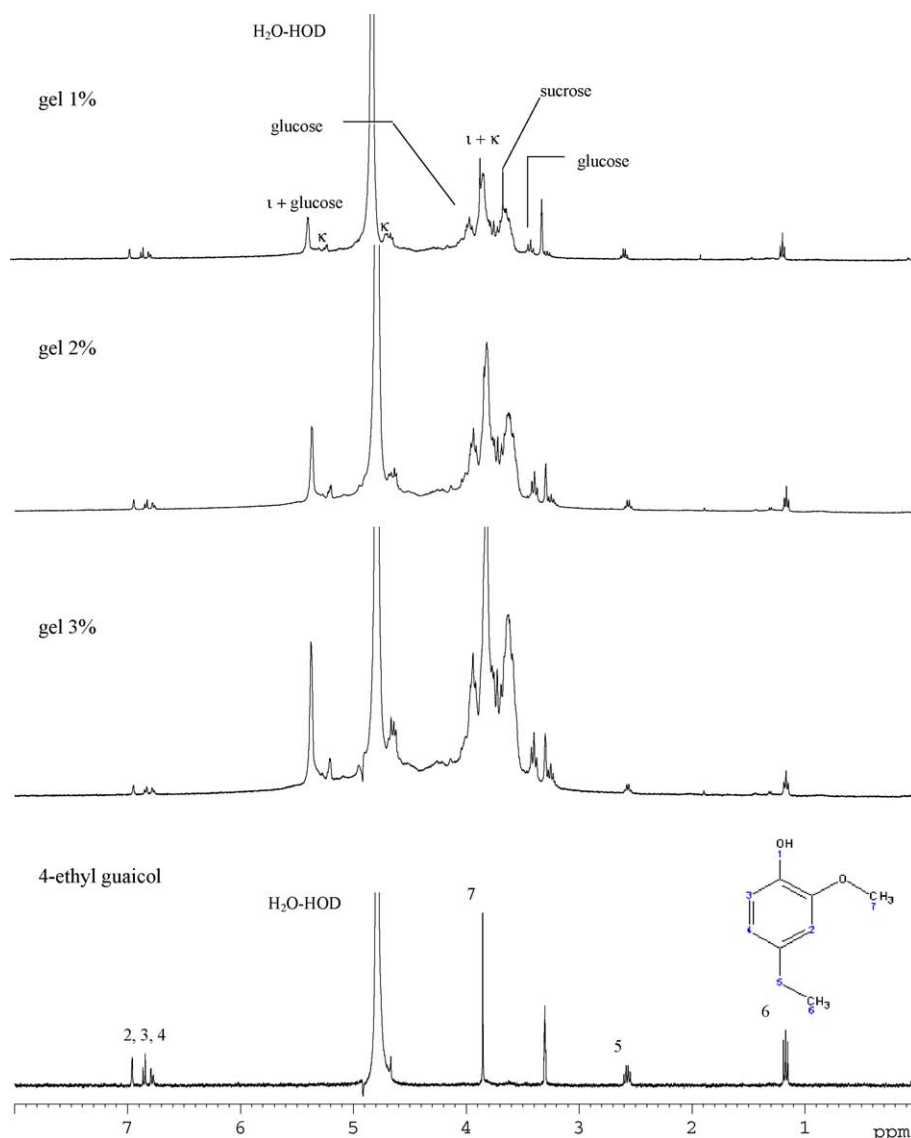 H₂O-HOD
gel 1%
sucrose
glucose
ι + κ
glucose
ι + glucose
κ
κ
gel 2%
gel 3%
4-ethyl guaicol
H₂O-HOD
7
OH
1
3
O
CH₃
7
4
2
5
CH₃
6
6
2, 3, 4
5
7 6 5 4 3 2 1 ppm